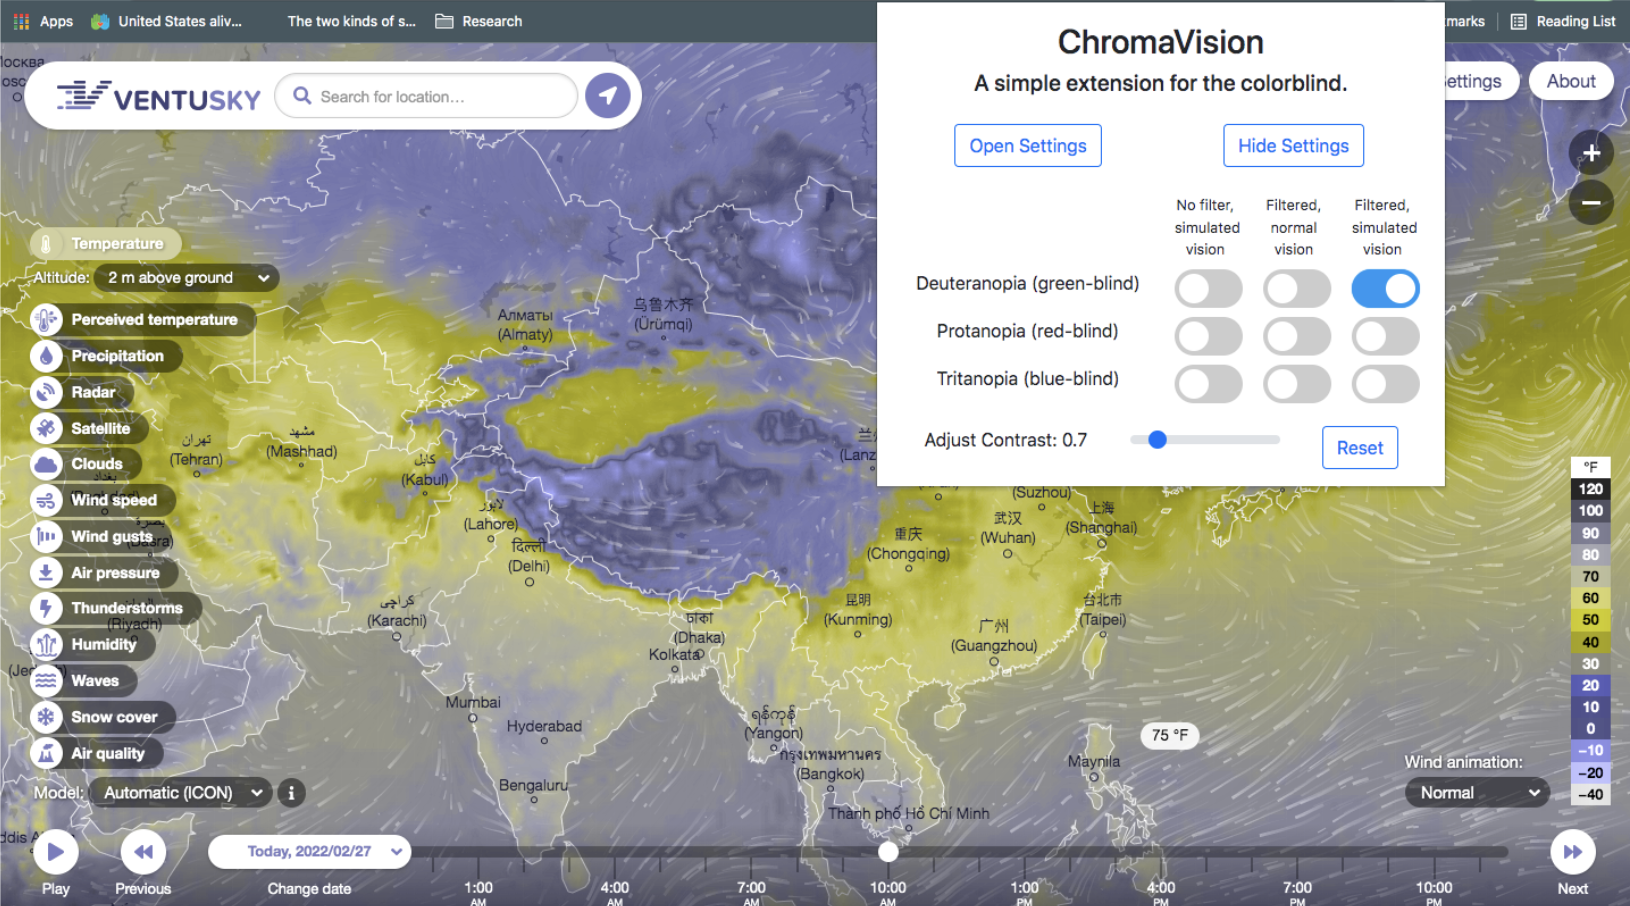 Apps
United States aliv...
The two kinds of s...
Research
marks
Reading List
VENTUSKY
Search for location...
ettings
About
ChromaVision
A simple extension for the colorblind.
Open Settings
Hide Settings
No filter,
simulated
vision
Filtered,
normal
vision
Filtered,
simulated
vision
Deuteranopia (green-blind)
Protanopia (red-blind)
Tritanopia (blue-blind)
Adjust Contrast: 0.7
Reset
Temperature
Altitude: 2 m above ground
Perceived temperature
Precipitation
Radar
Satellite
Clouds
Wind speed
Wind gusts
Air pressure
Thunderstorms
Humidity
Waves
Snow cover
Air quality
Model: Automatic (ICON)
i
Алматы
(Almaty)
乌鲁木齐
(Ürümqi)
تهران
(Tehran)
مشهد
(Mashhad)
کابل
(Kabul)
لاہور
(Lahore)
दिल्ली
(Delhi)
کراچی
(Karachi)
(Riyadh)
ঢাকা
(Dhaka)
Kolkata
Mumbai
Hyderabad
Bengaluru
ရန်ကုန်
(Yangon)
กรุงเทพมหานคร
(Bangkok)
Thành phố Hồ Chí Minh
Maynila
(Suzhou)
上海
(Shanghai)
武汉
(Wuhan)
重庆
(Chongqing)
昆明
(Kunming)
广州
(Guangzhou)
台北市
(Taipei)
75 °F
°F
120
100
90
80
70
60
50
40
30
20
10
0
−10
−20
−40
Wind animation:
Normal
Play
Previous
Today, 2022/02/27
Change date
1:00
AM
4:00
AM
7:00
AM
10:00
AM
1:00
PM
4:00
PM
7:00
PM
10:00
PM
Next